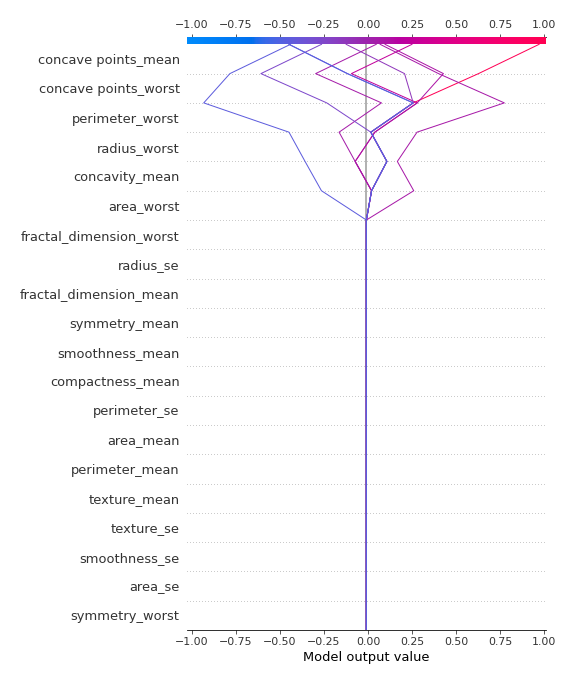 −1.00 −0.75 −0.50 −0.25 0.00 0.25 0.50 0.75 1.00
concave points_mean
concave points_worst
perimeter_worst
radius_worst
concavity_mean
area_worst
fractal_dimension_worst
radius_se
fractal_dimension_mean
symmetry_mean
smoothness_mean
compactness_mean
perimeter_se
area_mean
perimeter_mean
texture_mean
texture_se
smoothness_se
area_se
symmetry_worst
−1.00 −0.75 −0.50 −0.25 0.00 0.25 0.50 0.75 1.00
Model output value